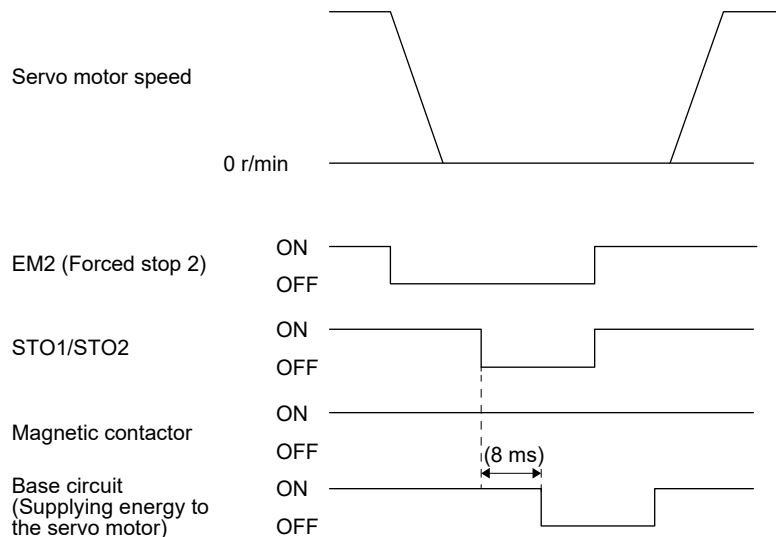 Servo motor speed
0 r/min
EM2 (Forced stop 2)
ON
OFF
STO1/STO2
ON
OFF
Magnetic contactor
ON
OFF
(8 ms)
Base circuit
(Supplying energy to
the servo motor)
ON
OFF